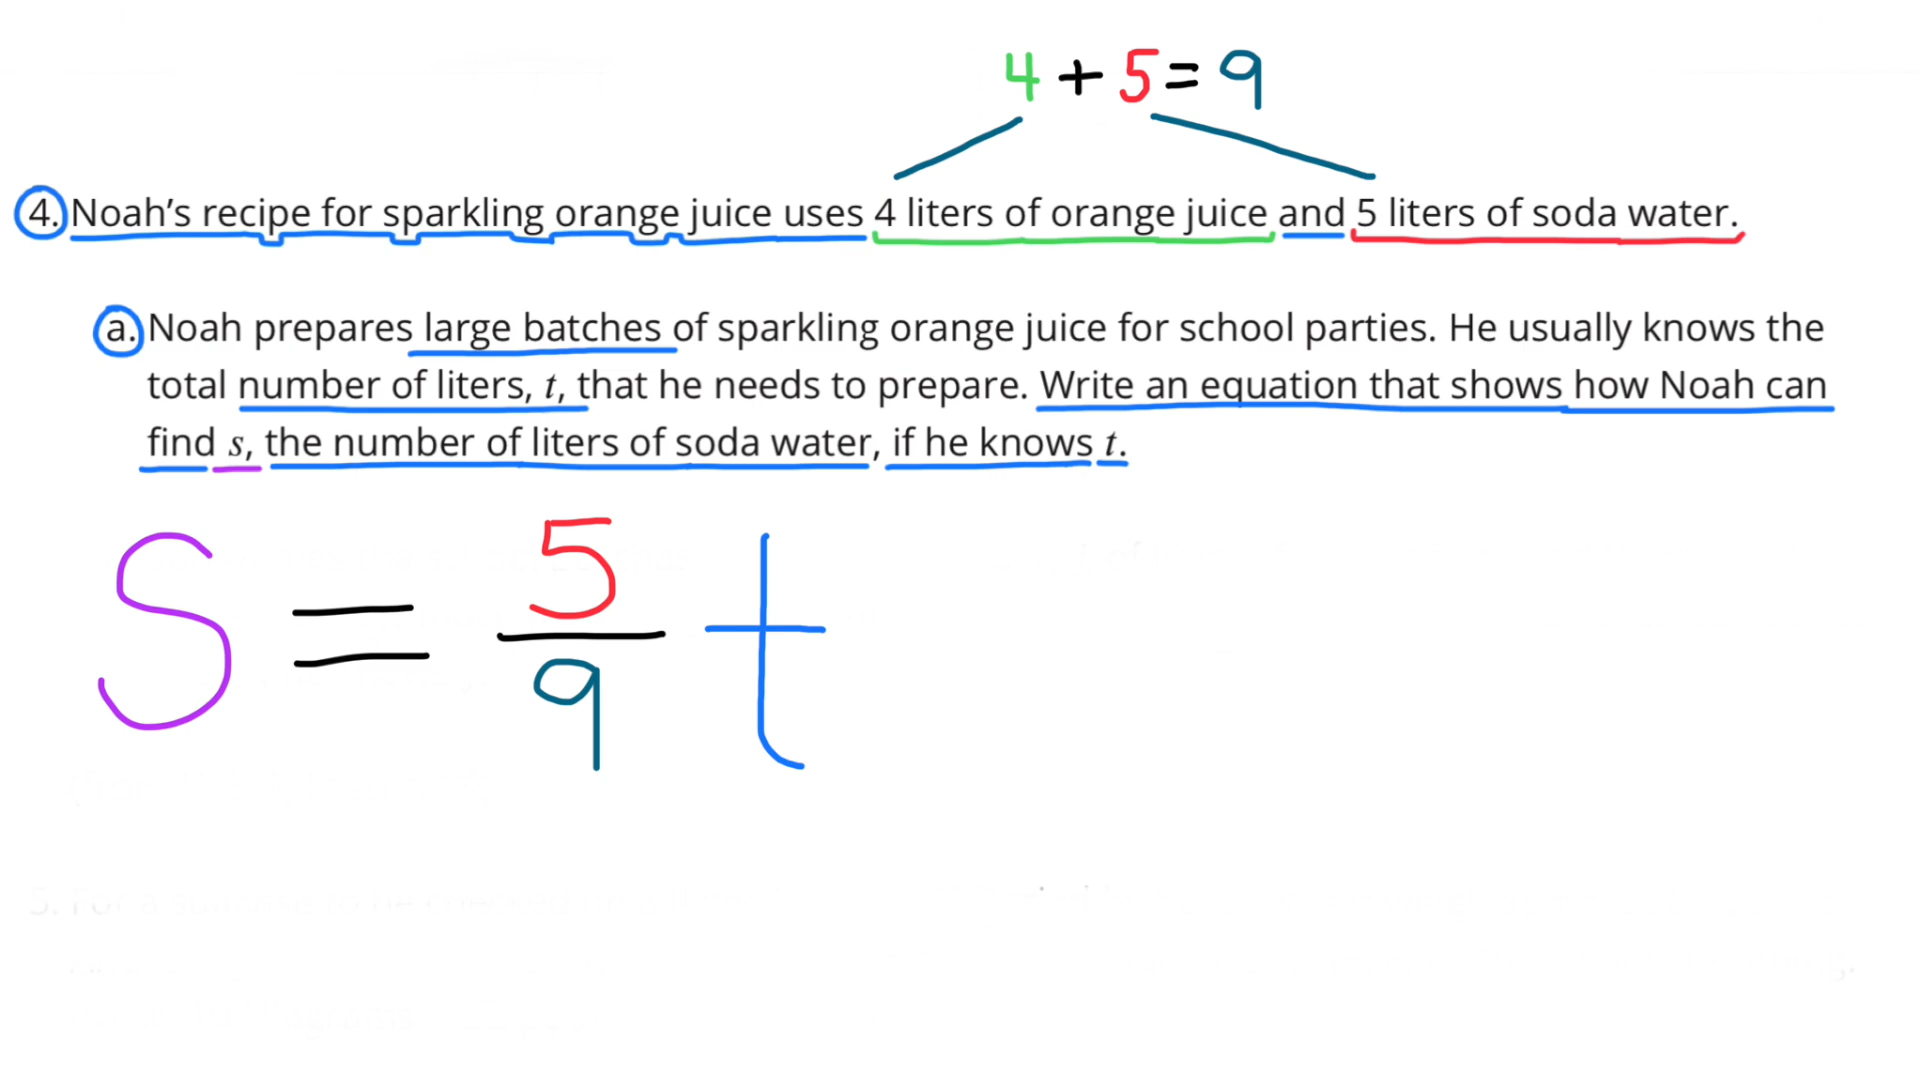 4 + 5 = 9
4. Noah's recipe for sparkling orange juice uses 4 liters of orange juice and 5 liters of soda water.
a. Noah prepares large batches of sparkling orange juice for school parties. He usually knows the
total number of liters, t, that he needs to prepare. Write an equation that shows how Noah can
find s, the number of liters of soda water, if he knows t.
S = 5/9 t